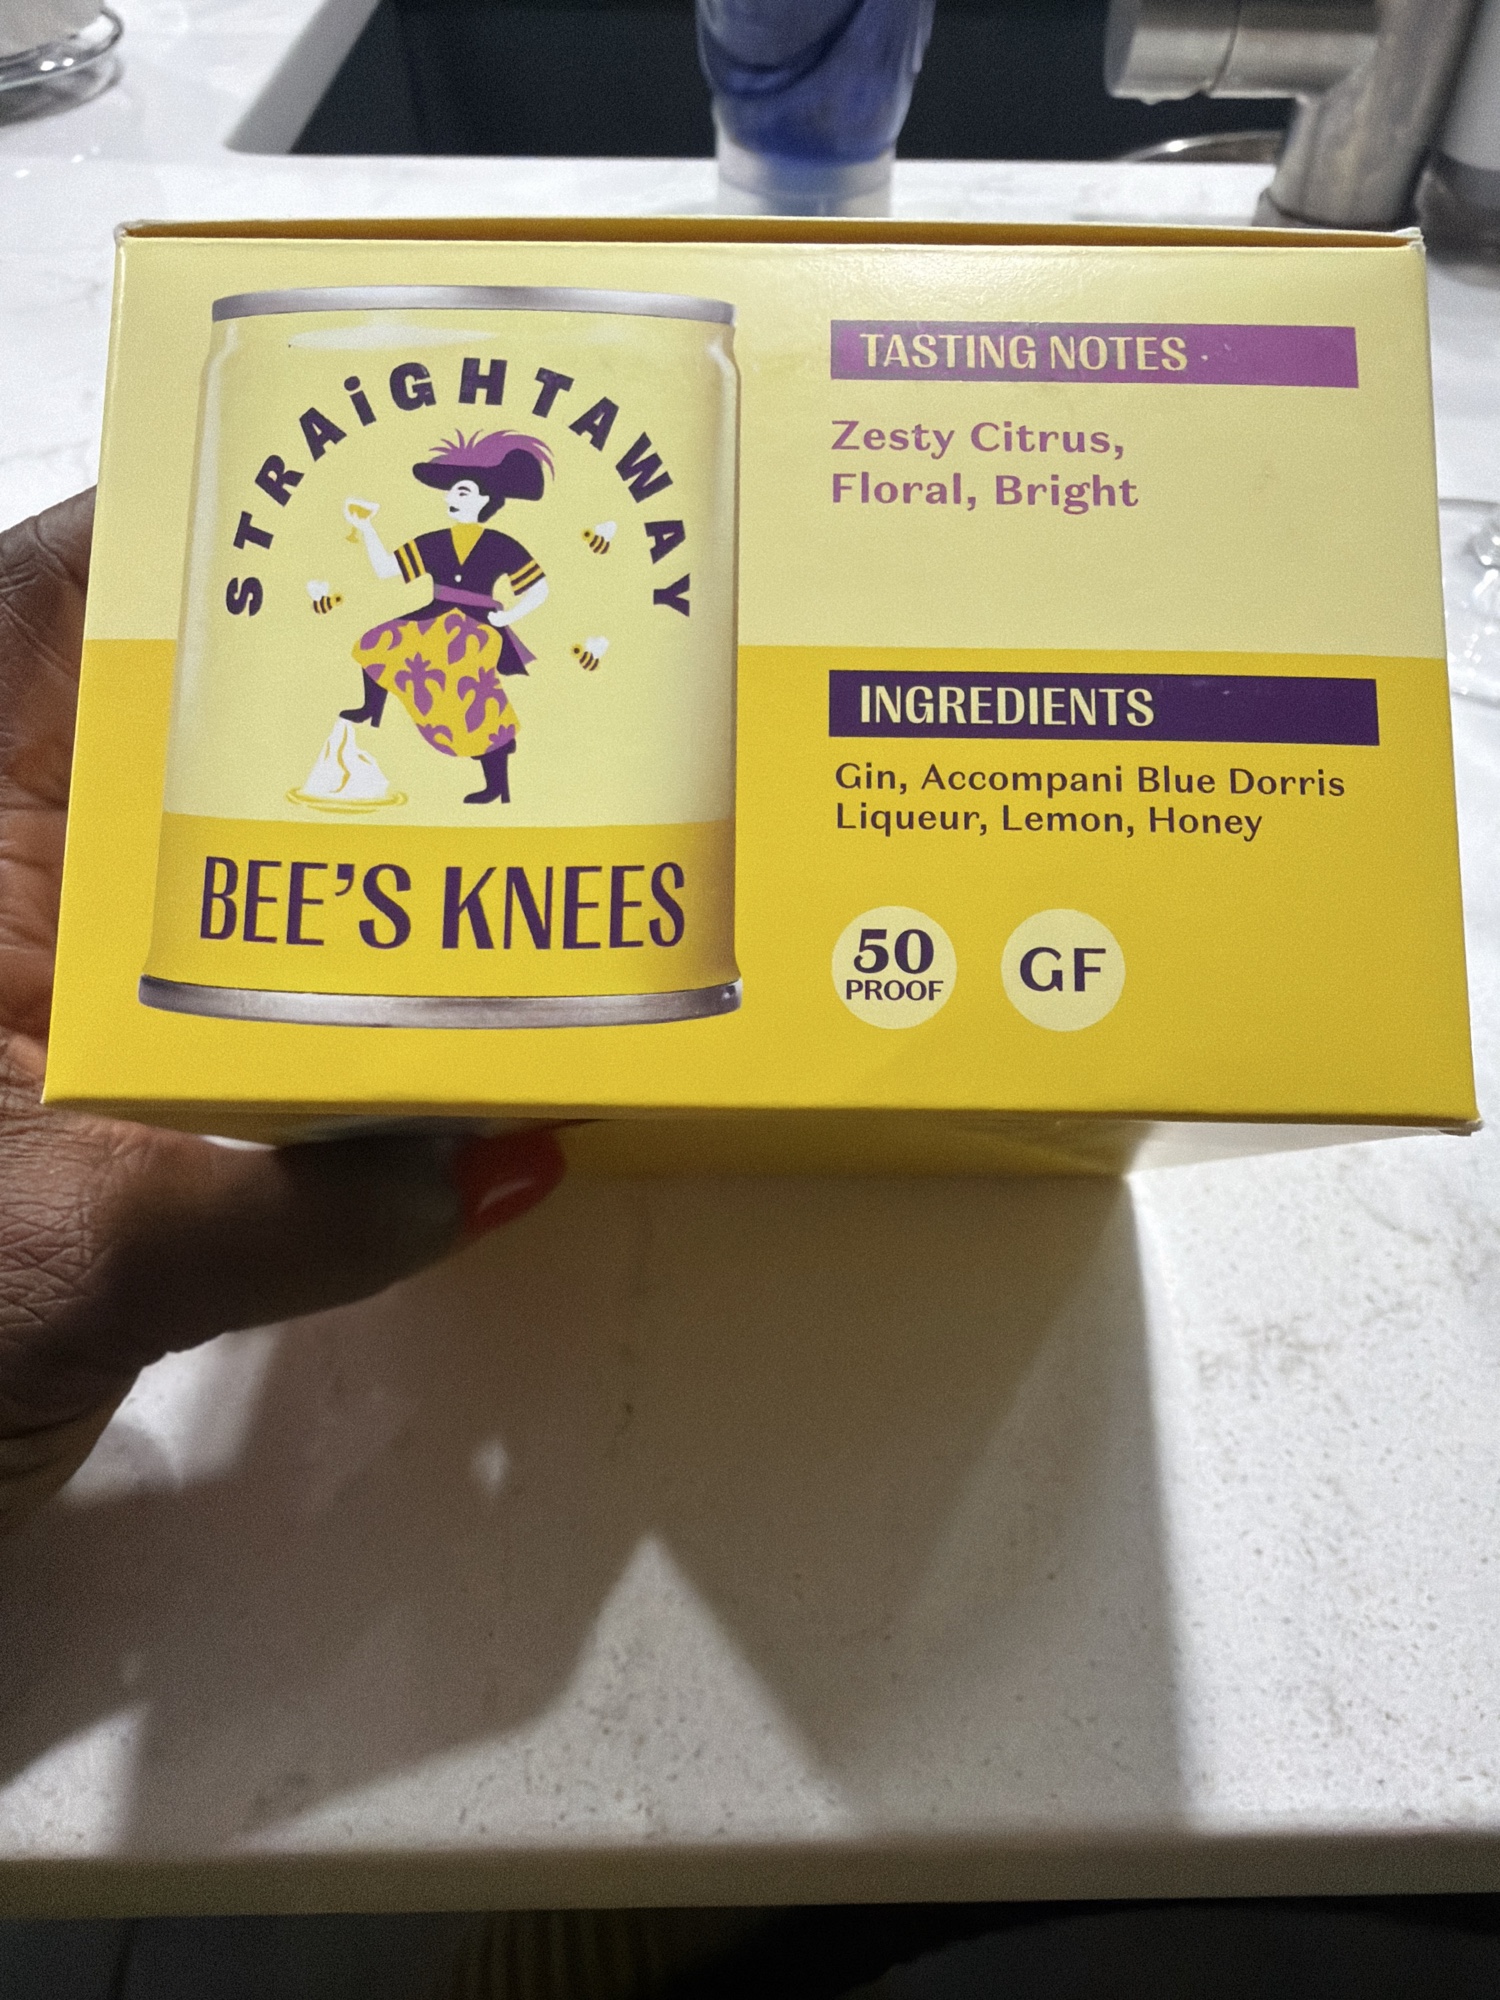 STRAiGHTAWAY
BEE'S KNEES
TASTING NOTES
Zesty Citrus,
Floral, Bright
INGREDIENTS
Gin, Accompani Blue Dorris
Liqueur, Lemon, Honey
50
PROOF
GF